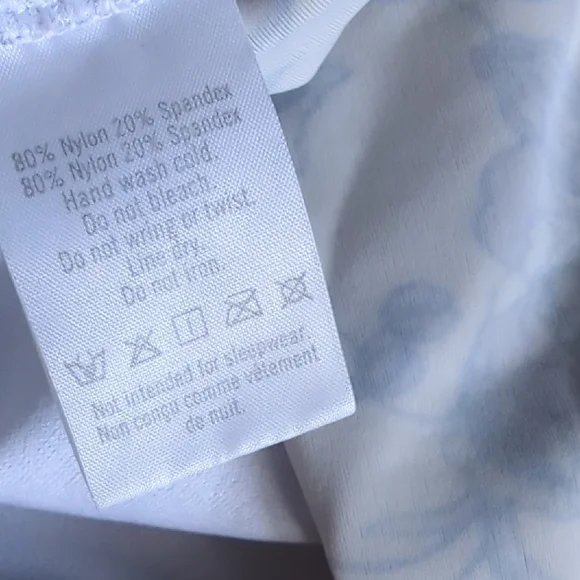 80% Nylon 20% Spandex
80% Nylon 20% Spandex
Hand wash cold.
Do not bleach.
Do not wring or twist.
Line dry.
Do not iron.
Not intended for sleepwear
Non conçu comme vêtement
de nuit.